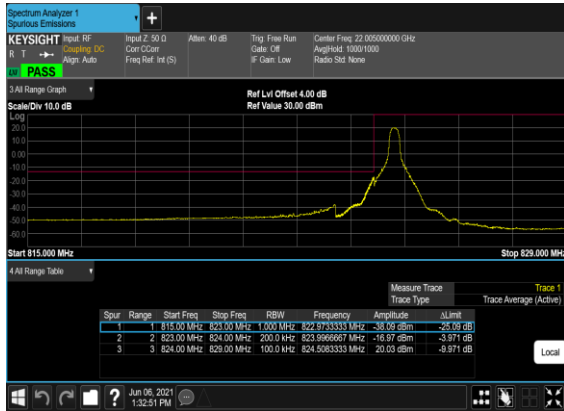 Spectrum Analyzer 1
Spurious Emissions
+
KEYSIGHT Input: RF Input Z: 50 Ω Atten: 40 dB Trig: Free Run Center Freq: 22.005000000 GHz
R T Coupling: DC Corr CCorr Gate: Off Avg|Hold: 1000/1000
Align: Auto Freq Ref: Int (S) IF Gain: Low Radio Std: None
PASS
3 All Range Graph
Ref Lvl Offset 4.00 dB
Scale/Div 10.0 dB Ref Value 30.00 dBm
Log
20.0
10.0
0.00
-10.0
-20.0
-30.0
-40.0
-50.0
-60.0
Start 815.000 MHz Stop 829.000 MHz
4 All Range Table
Measure Trace Trace 1
Trace Type Trace Average (Active)
Spur Range Start Freq Stop Freq RBW Frequency Amplitude ΔLimit
1 1 815.00 MHz 823.00 MHz 1.000 MHz 822.9733333 MHz -38.09 dBm -25.09 dB
2 2 823.00 MHz 824.00 MHz 200.0 kHz 823.9966667 MHz -16.97 dBm -3.971 dB
3 3 824.00 MHz 829.00 MHz 100.0 kHz 824.5083333 MHz 20.03 dBm -9.971 dB
Local
? Jun 06, 2021
1:32:51 PM